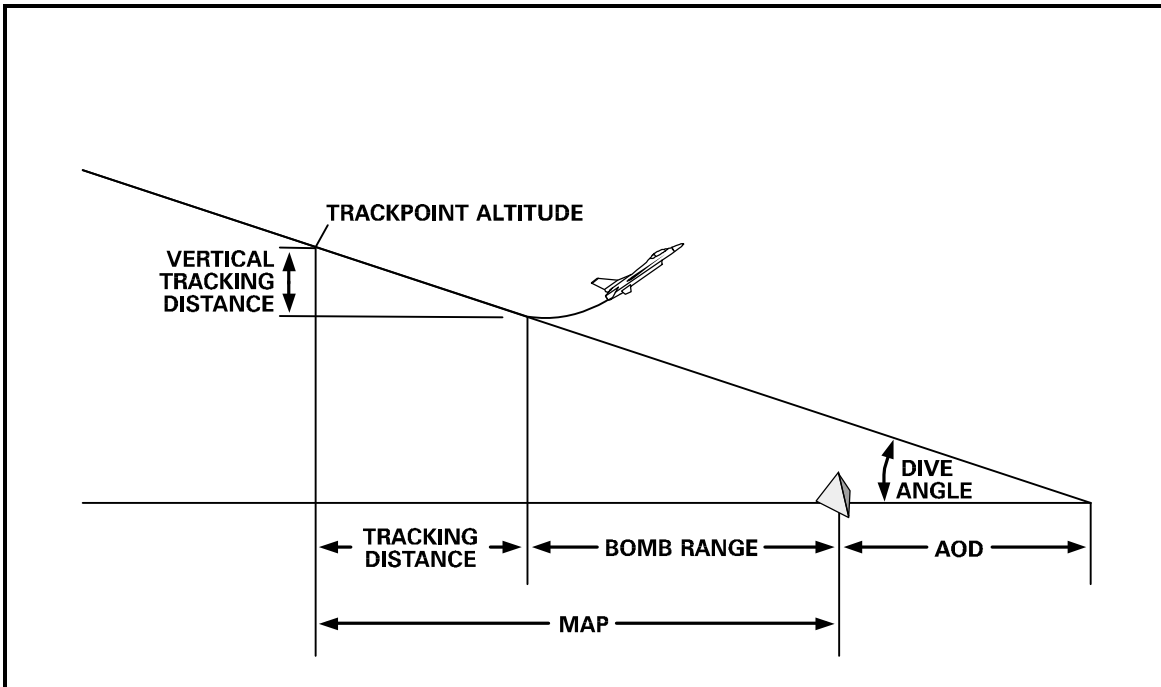 TRACKPOINT ALTITUDE
VERTICAL
TRACKING
DISTANCE
DIVE
ANGLE
TRACKING
DISTANCE
BOMB RANGE
AOD
MAP